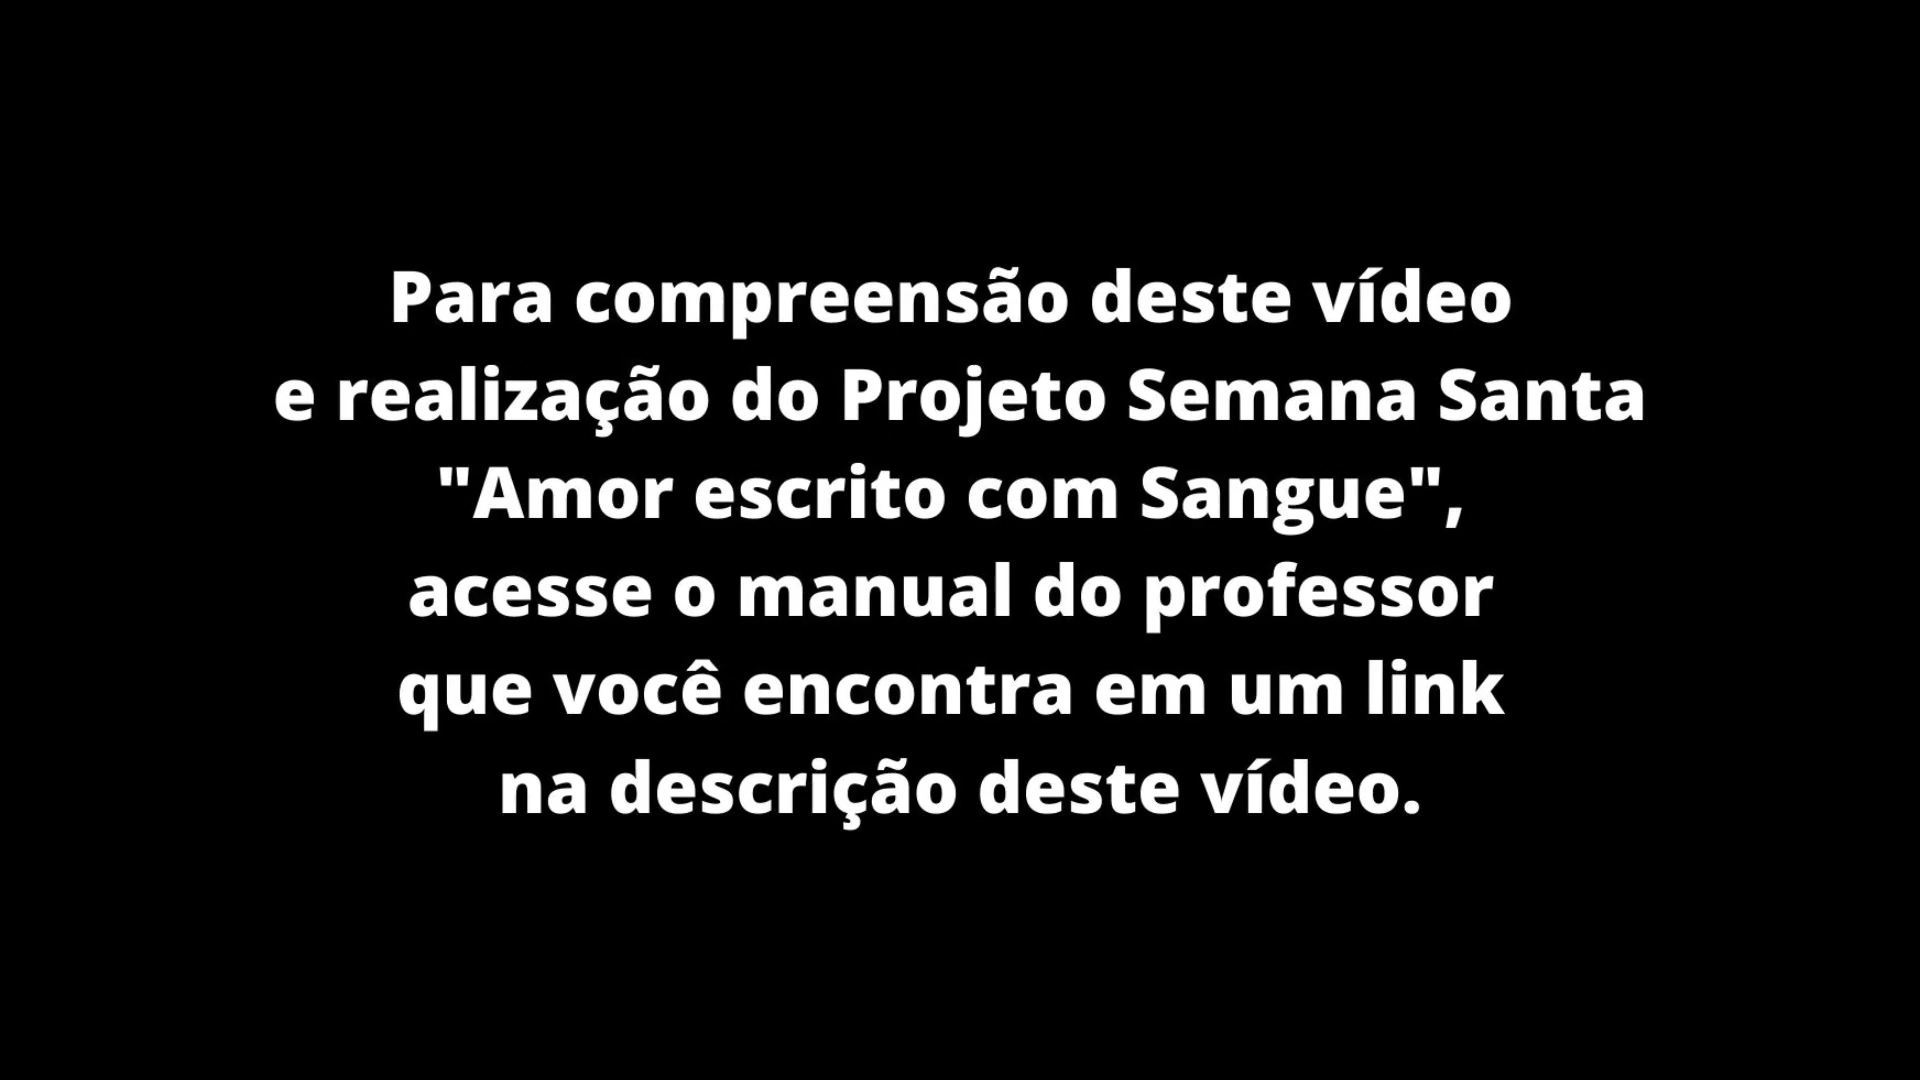 Para compreensão deste vídeo
e realização do Projeto Semana Santa
"Amor escrito com Sangue",
acesse o manual do professor
que você encontra em um link
na descrição deste vídeo.